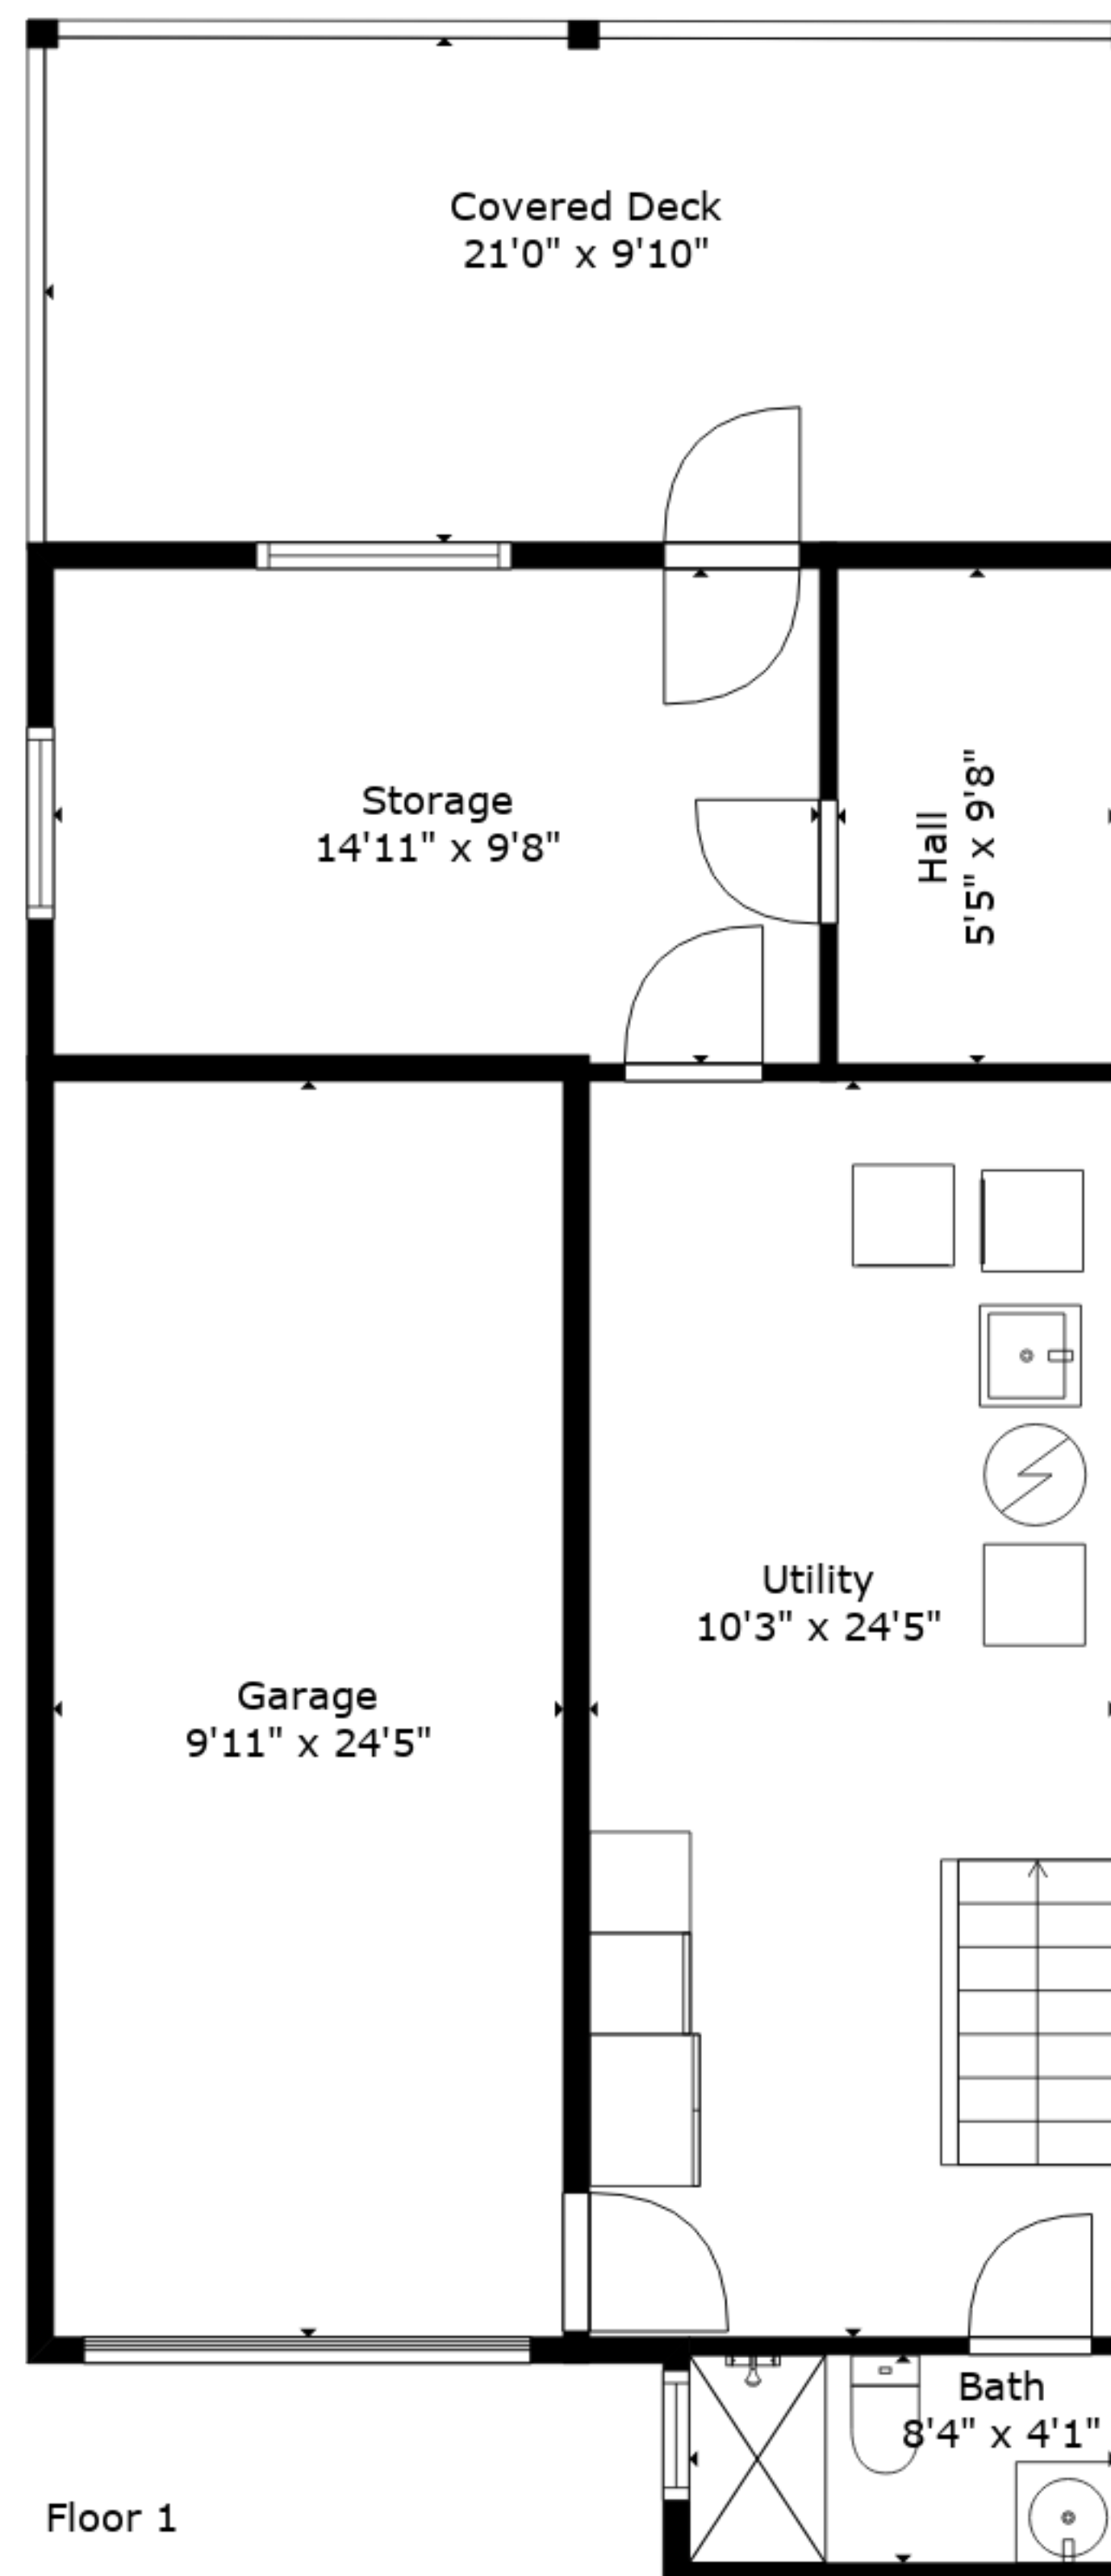 Covered Deck
21'0" x 9'10"
Storage
14'11" x 9'8"
Hall
5'5" x 9'8"
Utility
10'3" x 24'5"
Garage
9'11" x 24'5"
Bath
8'4" x 4'1"
Floor 1